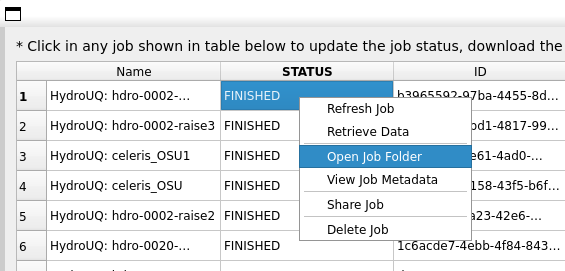 * Click in any job shown in table below to update the job status, download the
Name STATUS ID
1 HydroUQ: hdro-0002-... FINISHED b3965592-97ba-4455-8d...
Refresh Job
2 HydroUQ: hdro-0002-raise3 FINISHED bd1-4817-99...
Retrieve Data
3 HydroUQ: celeris_OSU1 FINISHED e61-4ad0-...
Open Job Folder
4 HydroUQ: celeris_OSU FINISHED 158-43f5-b6f...
View Job Metadata
5 HydroUQ: hdro-0002-raise2 FINISHED a23-42e6-...
Share Job
6 HydroUQ: hdro-0020-... FINISHED 1c6acde7-4ebb-4f84-843...
Delete Job